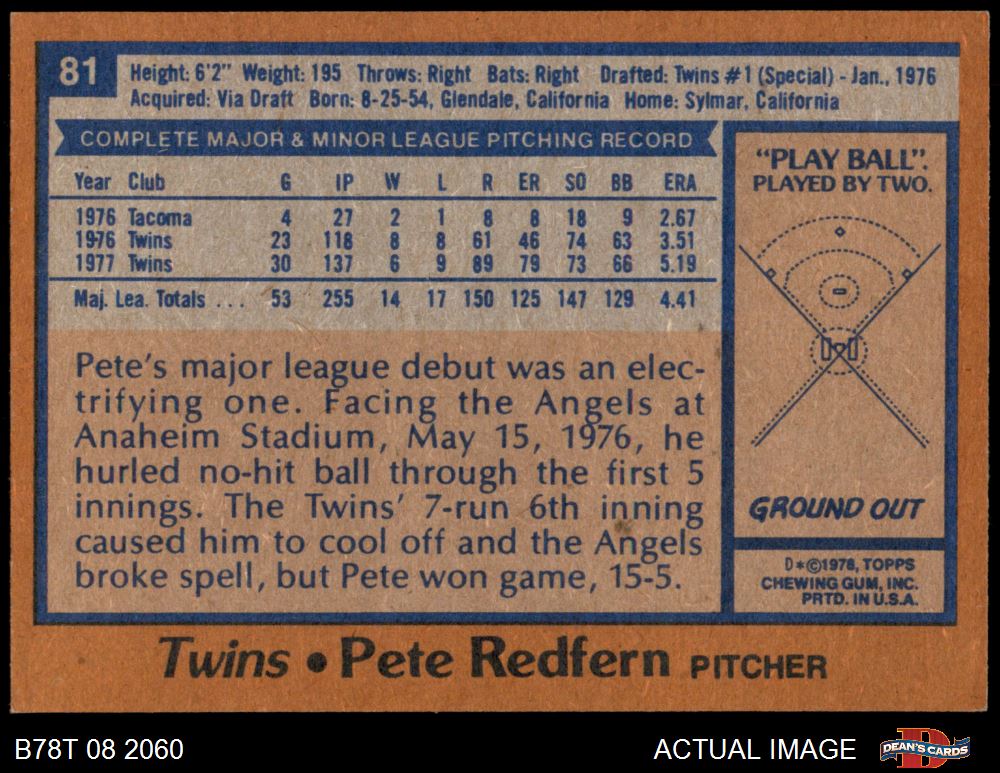 81
Height: 6'2" Weight: 195 Throws: Right Bats: Right Drafted: Twins #1 (Special) - Jan., 1976
Acquired: Via Draft Born: 8-25-54, Glendale, California Home: Sylmar, California
COMPLETE MAJOR & MINOR LEAGUE PITCHING RECORD
Year Club G IP W L R ER SO BB ERA
1976 Tacoma 4 27 2 1 8 8 18 9 2.67
1976 Twins 23 118 8 8 61 46 74 63 3.51
1977 Twins 30 137 6 9 89 79 73 66 5.19
Maj. Lea. Totals . . . 53 255 14 17 150 125 147 129 4.41
Pete's major league debut was an elec-
trifying one. Facing the Angels at
Anaheim Stadium, May 15, 1976, he
hurled no-hit ball through the first 5
innings. The Twins' 7-run 6th inning
caused him to cool off and the Angels
broke spell, but Pete won game, 15-5.
"PLAY BALL".
PLAYED BY TWO.
GROUND OUT
D*©1978, TOPPS
CHEWING GUM, INC.
PRTD. IN U.S.A.
Twins • Pete Redfern PITCHER
B78T 08 2060
ACTUAL IMAGE
DEAN'S CARDS